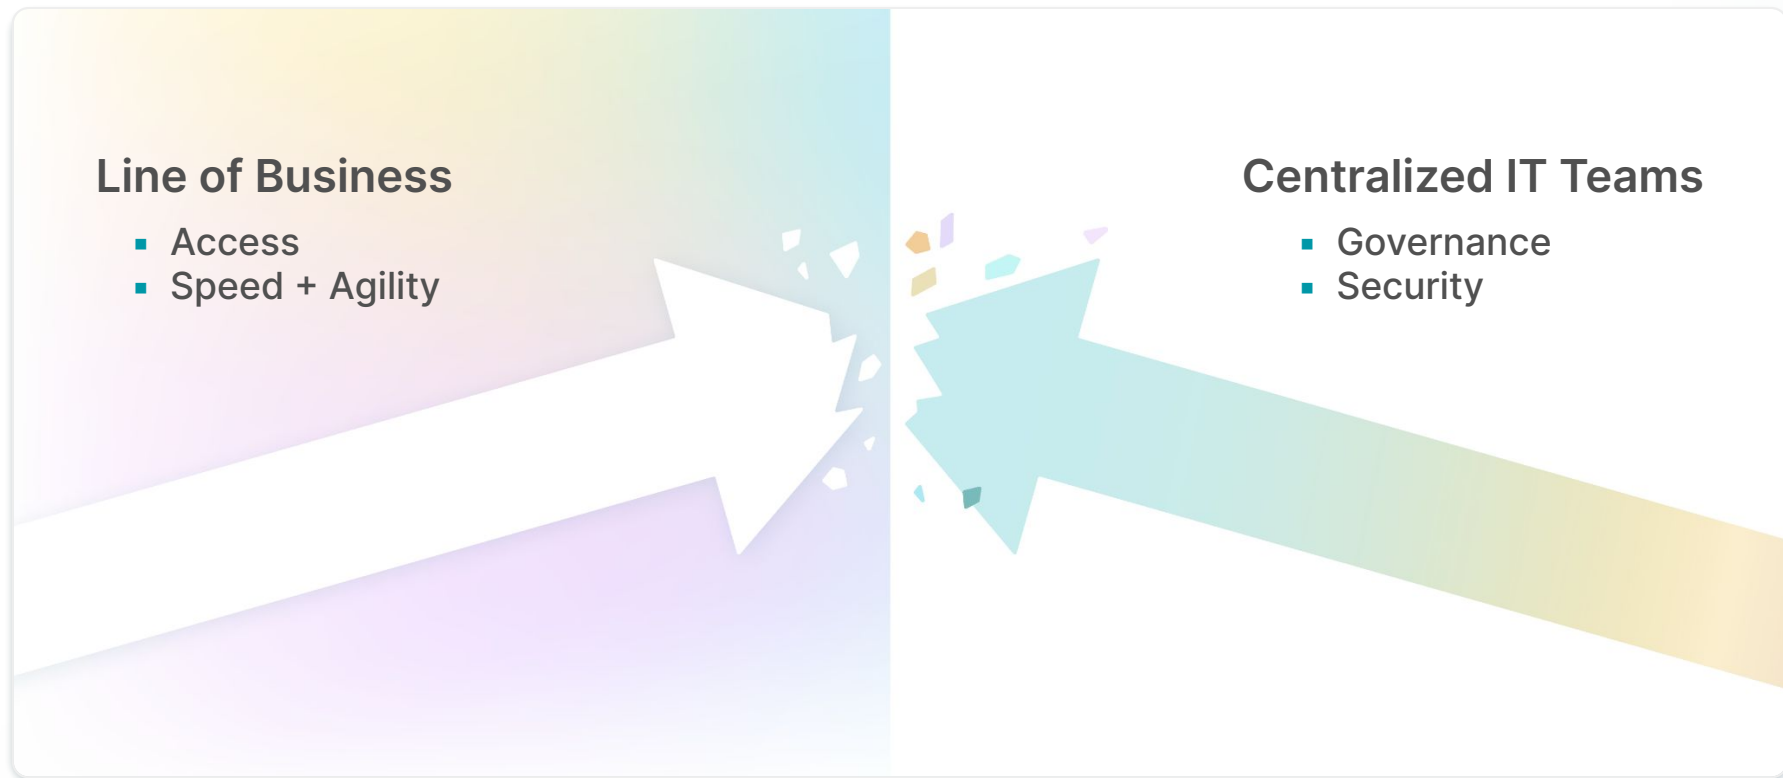 Line of Business
▪ Access
▪ Speed + Agility
Centralized IT Teams
▪ Governance
▪ Security